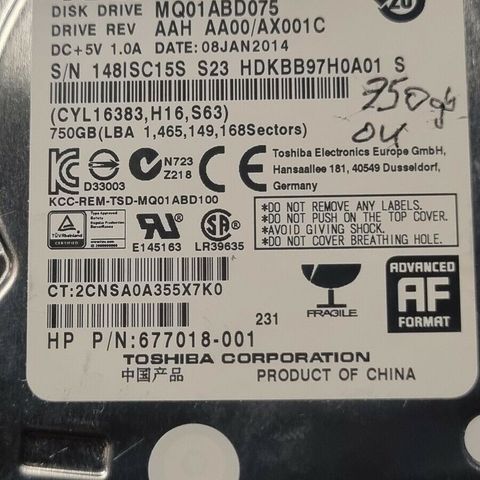 DISK DRIVE MQ01ABD075
DRIVE REV AAH AA00/AX001C
DC+5V 1.0A DATE: 08JAN2014
S/N 148ISC15S S23 HDKBB97H0A01 S
(CYL16383,H16,S63)
750GB(LBA 1,465,149,168Sectors)
750gb
OK
D33003
N723
Z218
KCC-REM-TSD-MQ01ABD100
Toshiba Electronics Europe GmbH,
Hansaallee 181, 40549 Dusseldorf,
Germany
*DO NOT REMOVE ANY LABELS.
*DO NOT PUSH ON THE TOP COVER.
*AVOID GIVING SHOCK.
*DO NOT COVER BREATHING HOLE.
TÜVRheinland
CERTIFIED
E145163
LR39635
CT:2CNSA0A355X7K0
231
FRAGILE
ADVANCED
AF
FORMAT
HP P/N:677018-001
TOSHIBA CORPORATION
中国产品
PRODUCT OF CHINA